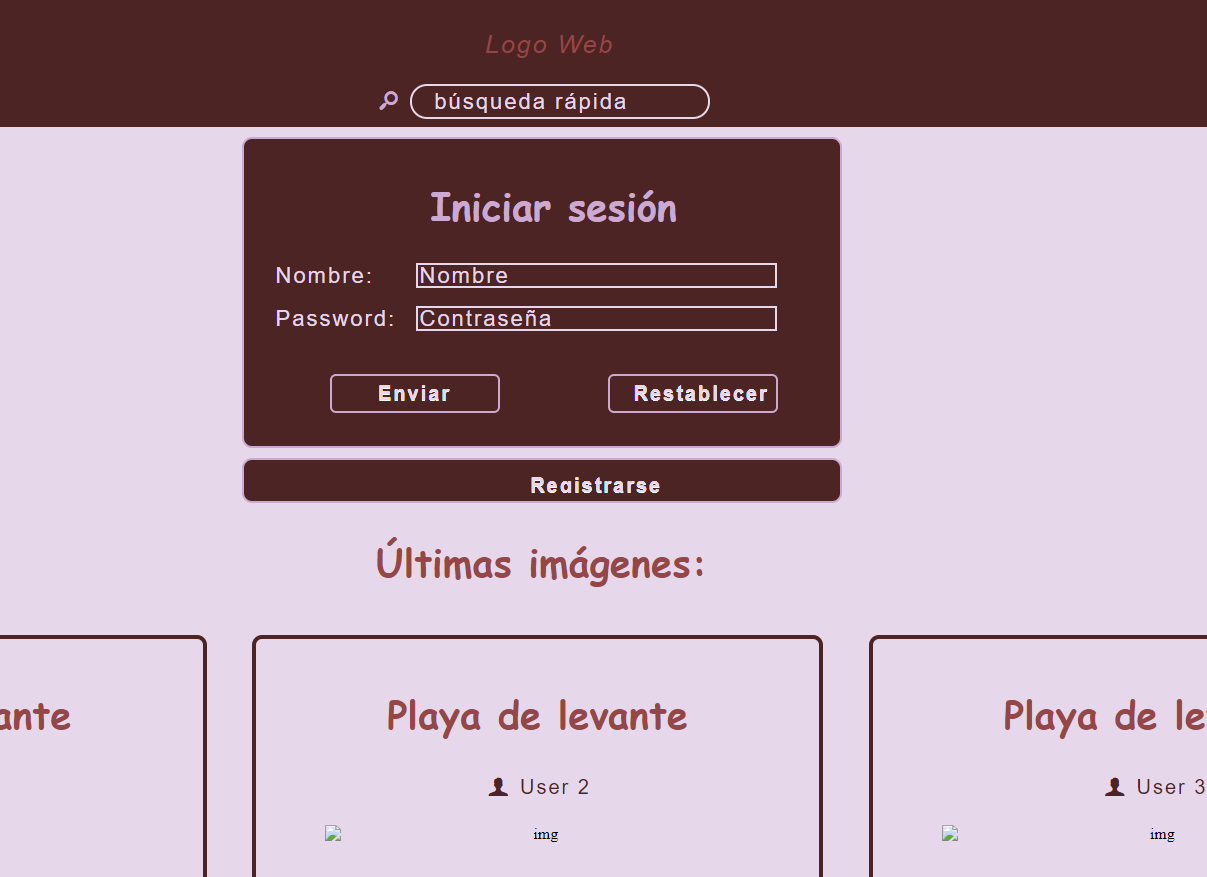 Logo Web
búsqueda rápida
Iniciar sesión
Nombre: Nombre
Password: Contraseña
Enviar Restablecer
Registrarse
Últimas imágenes:
ante Playa de levante Playa de le
User 2 User 3
img img